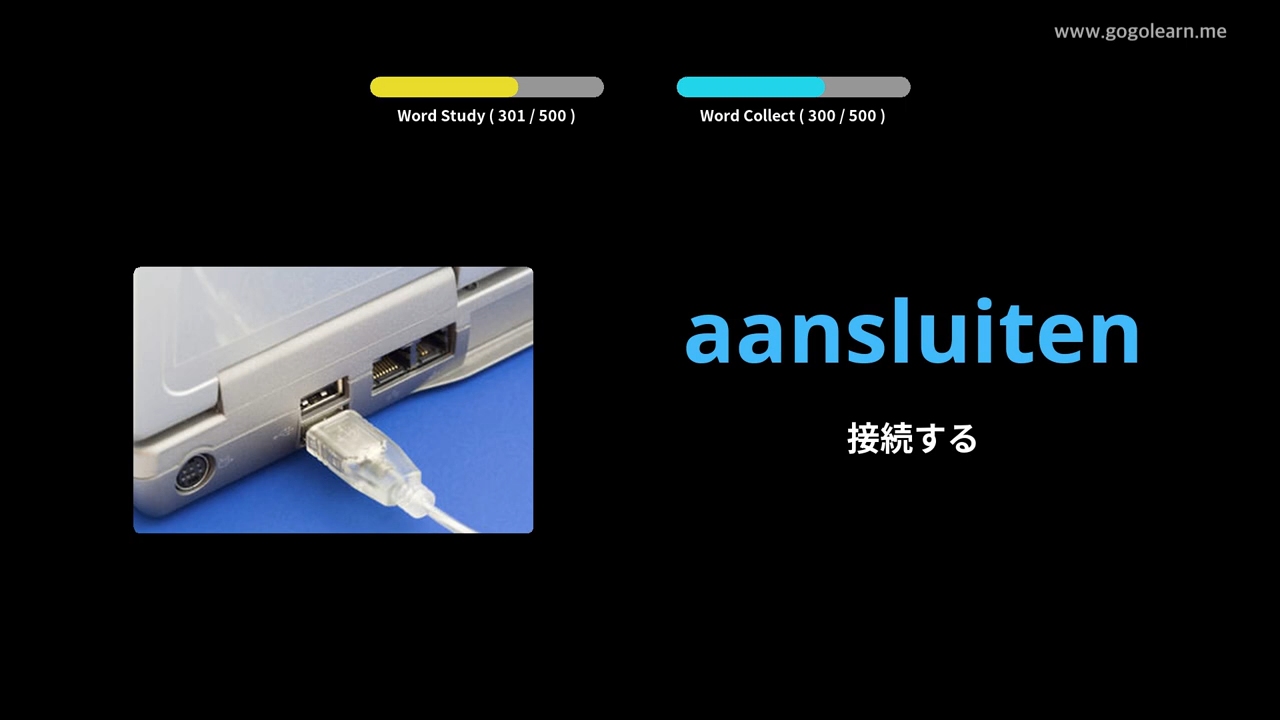 www.gogolearn.me
Word Study ( 301 / 500 )
Word Collect ( 300 / 500 )
aansluiten
接続する